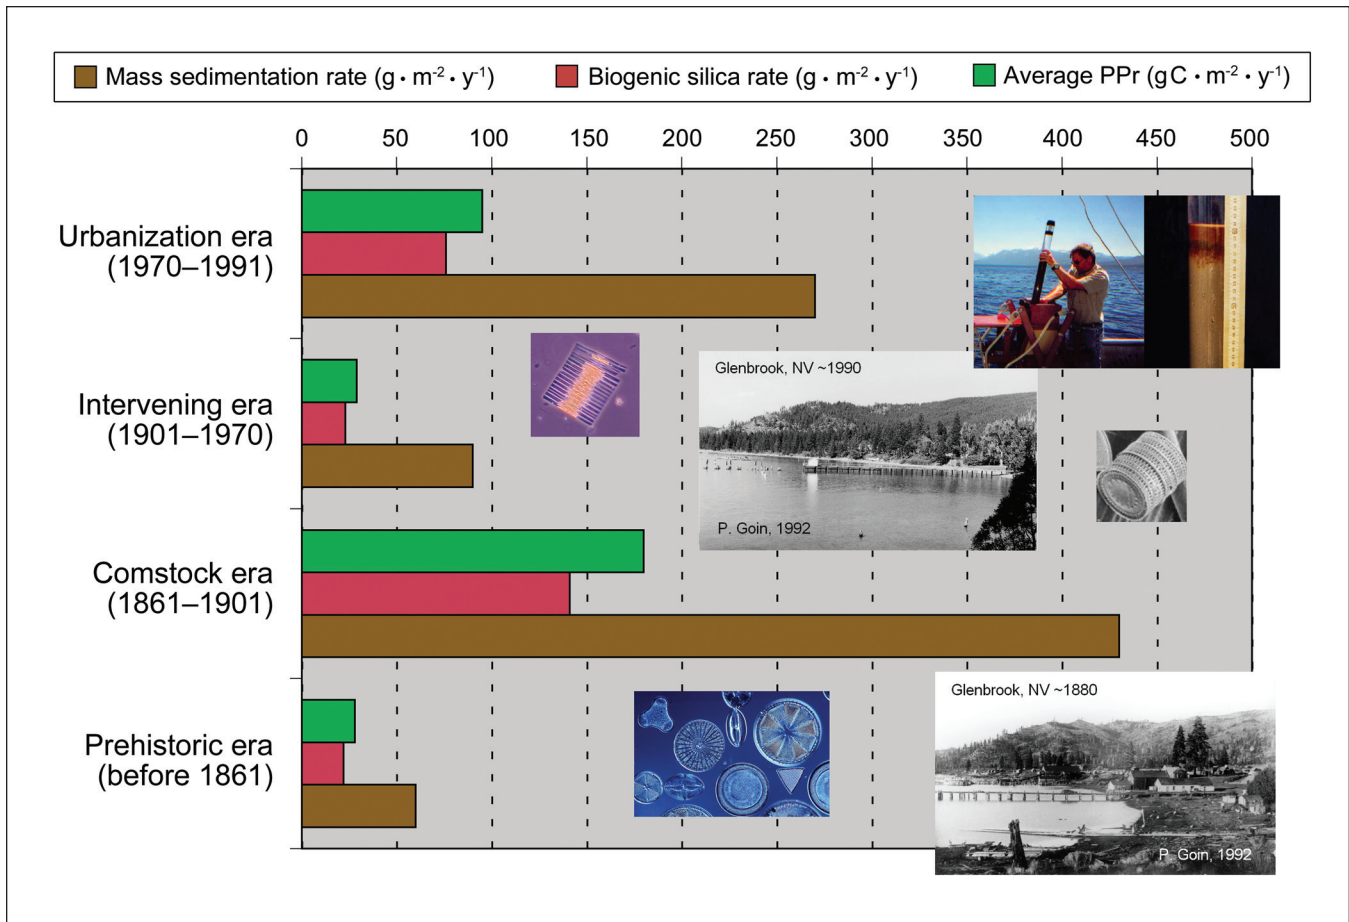 Mass sedimentation rate (g • m-2 • y-1)
Biogenic silica rate (g • m-2 • y-1)
Average PPr (g C • m-2 • y-1)
0 50 100 150 200 250 300 350 400 450 500
Urbanization era
(1970–1991)
Intervening era
(1901–1970)
Comstock era
(1861–1901)
Prehistoric era
(before 1861)
Glenbrook, NV ~1990
P. Goin, 1992
Glenbrook, NV ~1880
P. Goin, 1992